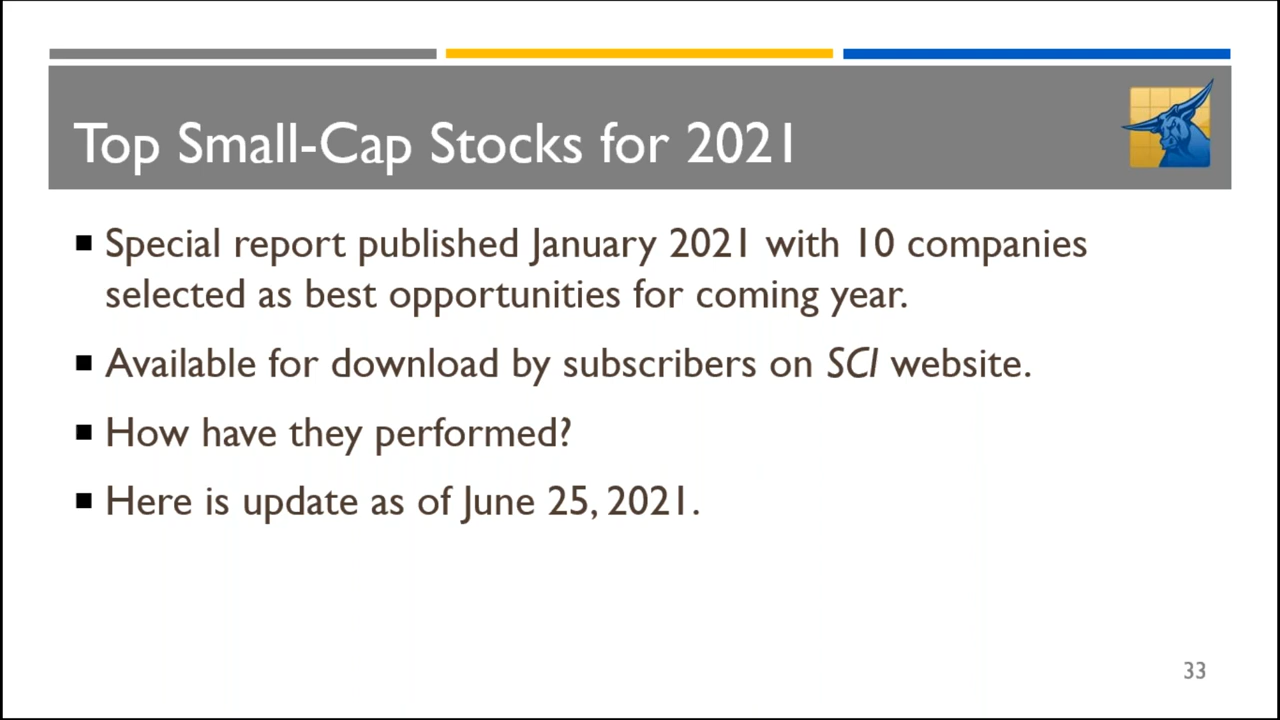 Top Small-Cap Stocks for 2021
Special report published January 2021 with 10 companies
selected as best opportunities for coming year.
Available for download by subscribers on SCI website.
How have they performed?
Here is update as of June 25, 2021.
33